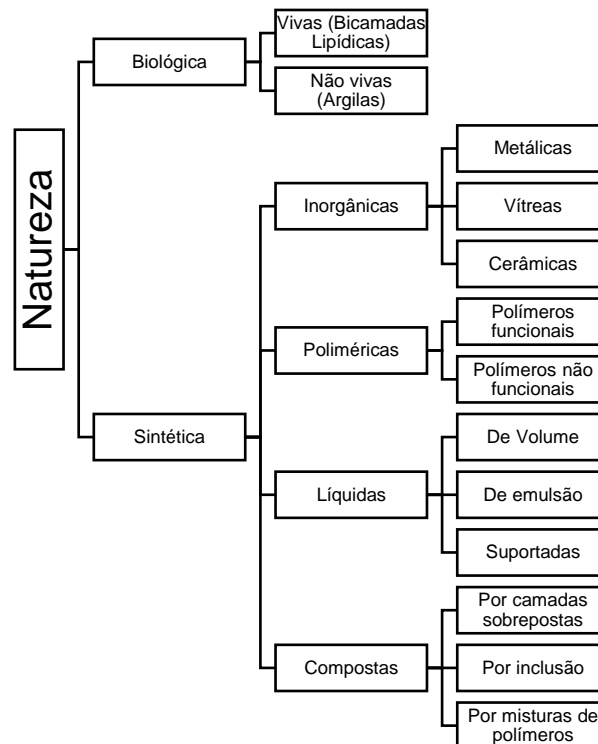 Natureza
Biológica
Vivas (Bicamadas
Lipídicas)
Não vivas
(Argilas)
Sintética
Inorgânicas
Metálicas
Vítreas
Cerâmicas
Poliméricas
Polímeros
funcionais
Polímeros não
funcionais
Líquidas
De Volume
De emulsão
Suportadas
Compostas
Por camadas
sobrepostas
Por inclusão
Por misturas de
polímeros